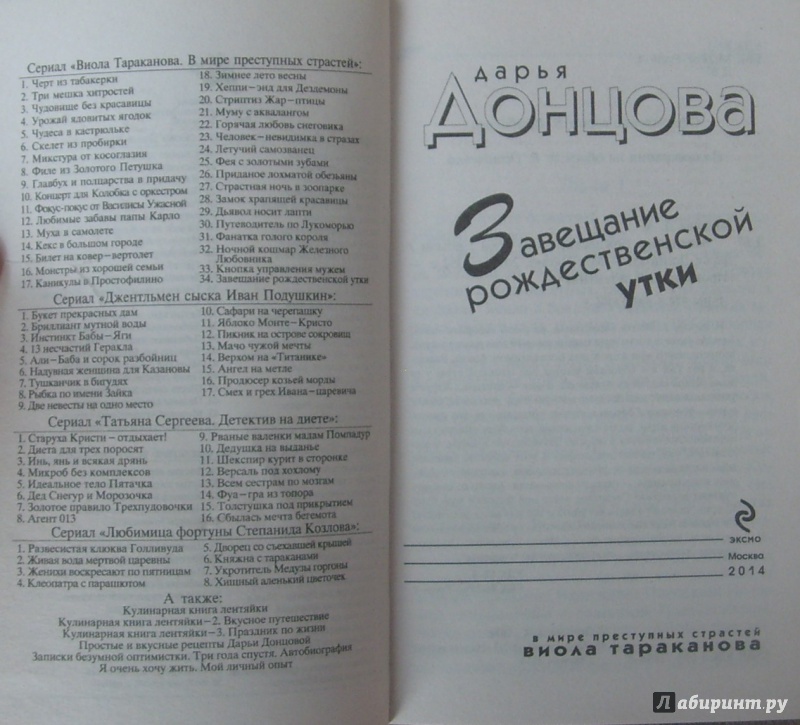 Сериал «Виола Тараканова. В мире преступных страстей»:
1. Черт из табакерки
2. Три мешка хитростей
3. Чудовище без красавицы
4. Урожай ядовитых ягодок
5. Чудеса в кастрюльке
6. Скелет из пробирки
7. Микстура от косоглазия
8. Филе из Золотого Петушка
9. Главбух и полцарства в придачу
10. Концерт для Колобка с оркестром
11. Фокус-покус от Василисы Ужасной
12. Любимые забавы папы Карло
13. Муха в самолете
14. Кекс в большом городе
15. Билет на ковер-вертолет
16. Монстры из хорошей семьи
17. Каникулы в Простофилино
18. Зимнее лето весны
19. Хеппи-энд для Дездемоны
20. Стриптиз Жар-птицы
21. Муму с аквалангом
22. Горячая любовь снеговика
23. Человек-невидимка в стразах
24. Летучий самозванец
25. Фея с золотыми зубами
26. Приданое лохматой обезьяны
27. Страстная ночь в зоопарке
28. Замок храпящей красавицы
29. Дьявол носит лапти
30. Путеводитель по Лукоморью
31. Фанатка голого короля
32. Ночной кошмар Железного
Любовника
33. Кнопка управления мужем
34. Завещание рождественской утки
Сериал «Джентльмен сыска Иван Подушкин»:
1. Букет прекрасных дам
2. Бриллиант мутной воды
3. Инстинкт Бабы-Яги
4. 13 несчастий Геракла
5. Али-Баба и сорок разбойниц
6. Надувная женщина для Казановы
7. Тушканчик в бигудях
8. Рыбка по имени Зайка
9. Две невесты на одно место
10. Сафари на черепашку
11. Яблоко Монте-Кристо
12. Пикник на острове сокровищ
13. Мачо чужой мечты
14. Верхом на «Титанике»
15. Ангел на метле
16. Продюсер козьей морды
17. Смех и грех Ивана-царевича
Сериал «Татьяна Сергеева. Детектив на диете»:
1. Старуха Кристи – отдыхает!
2. Диета для трех поросят
3. Инь, янь и всякая дрянь
4. Микроб без комплексов
5. Идеальное тело Пятачка
6. Дед Снегур и Морозочка
7. Золотое правило Трехпудовочки
8. Агент 013
9. Рваные валенки мадам Помпадур
10. Дедушка на выданье
11. Шекспир курит в сторонке
12. Версаль под хохлому
13. Всем сестрам по мозгам
14. Фуа-гра из топора
15. Толстушка под прикрытием
16. Сбылась мечта бегемота
Сериал «Любимица фортуны Степанида Козлова»:
1. Развесистая клюква Голливуда
2. Живая вода мертвой царевны
3. Женихи воскресают по пятницам
4. Клеопатра с парашютом
5. Дворец со съехавшей крышей
6. Княжна с тараканами
7. Укротитель Медузы горгоны
8. Хищный аленький цветочек
А также:
Кулинарная книга лентяйки
Кулинарная книга лентяйки-2. Вкусное путешествие
Кулинарная книга лентяйки-3. Праздник по жизни
Простые и вкусные рецепты Дарьи Донцовой
Записки безумной оптимистки. Три года спустя. Автобиография
Я очень хочу жить. Мой личный опыт
дарья
Донцова
Завещание
рождественской
утки
эксмо
Москва
2014
в мире преступных страстей
виола тараканова
Лабиринт.ру